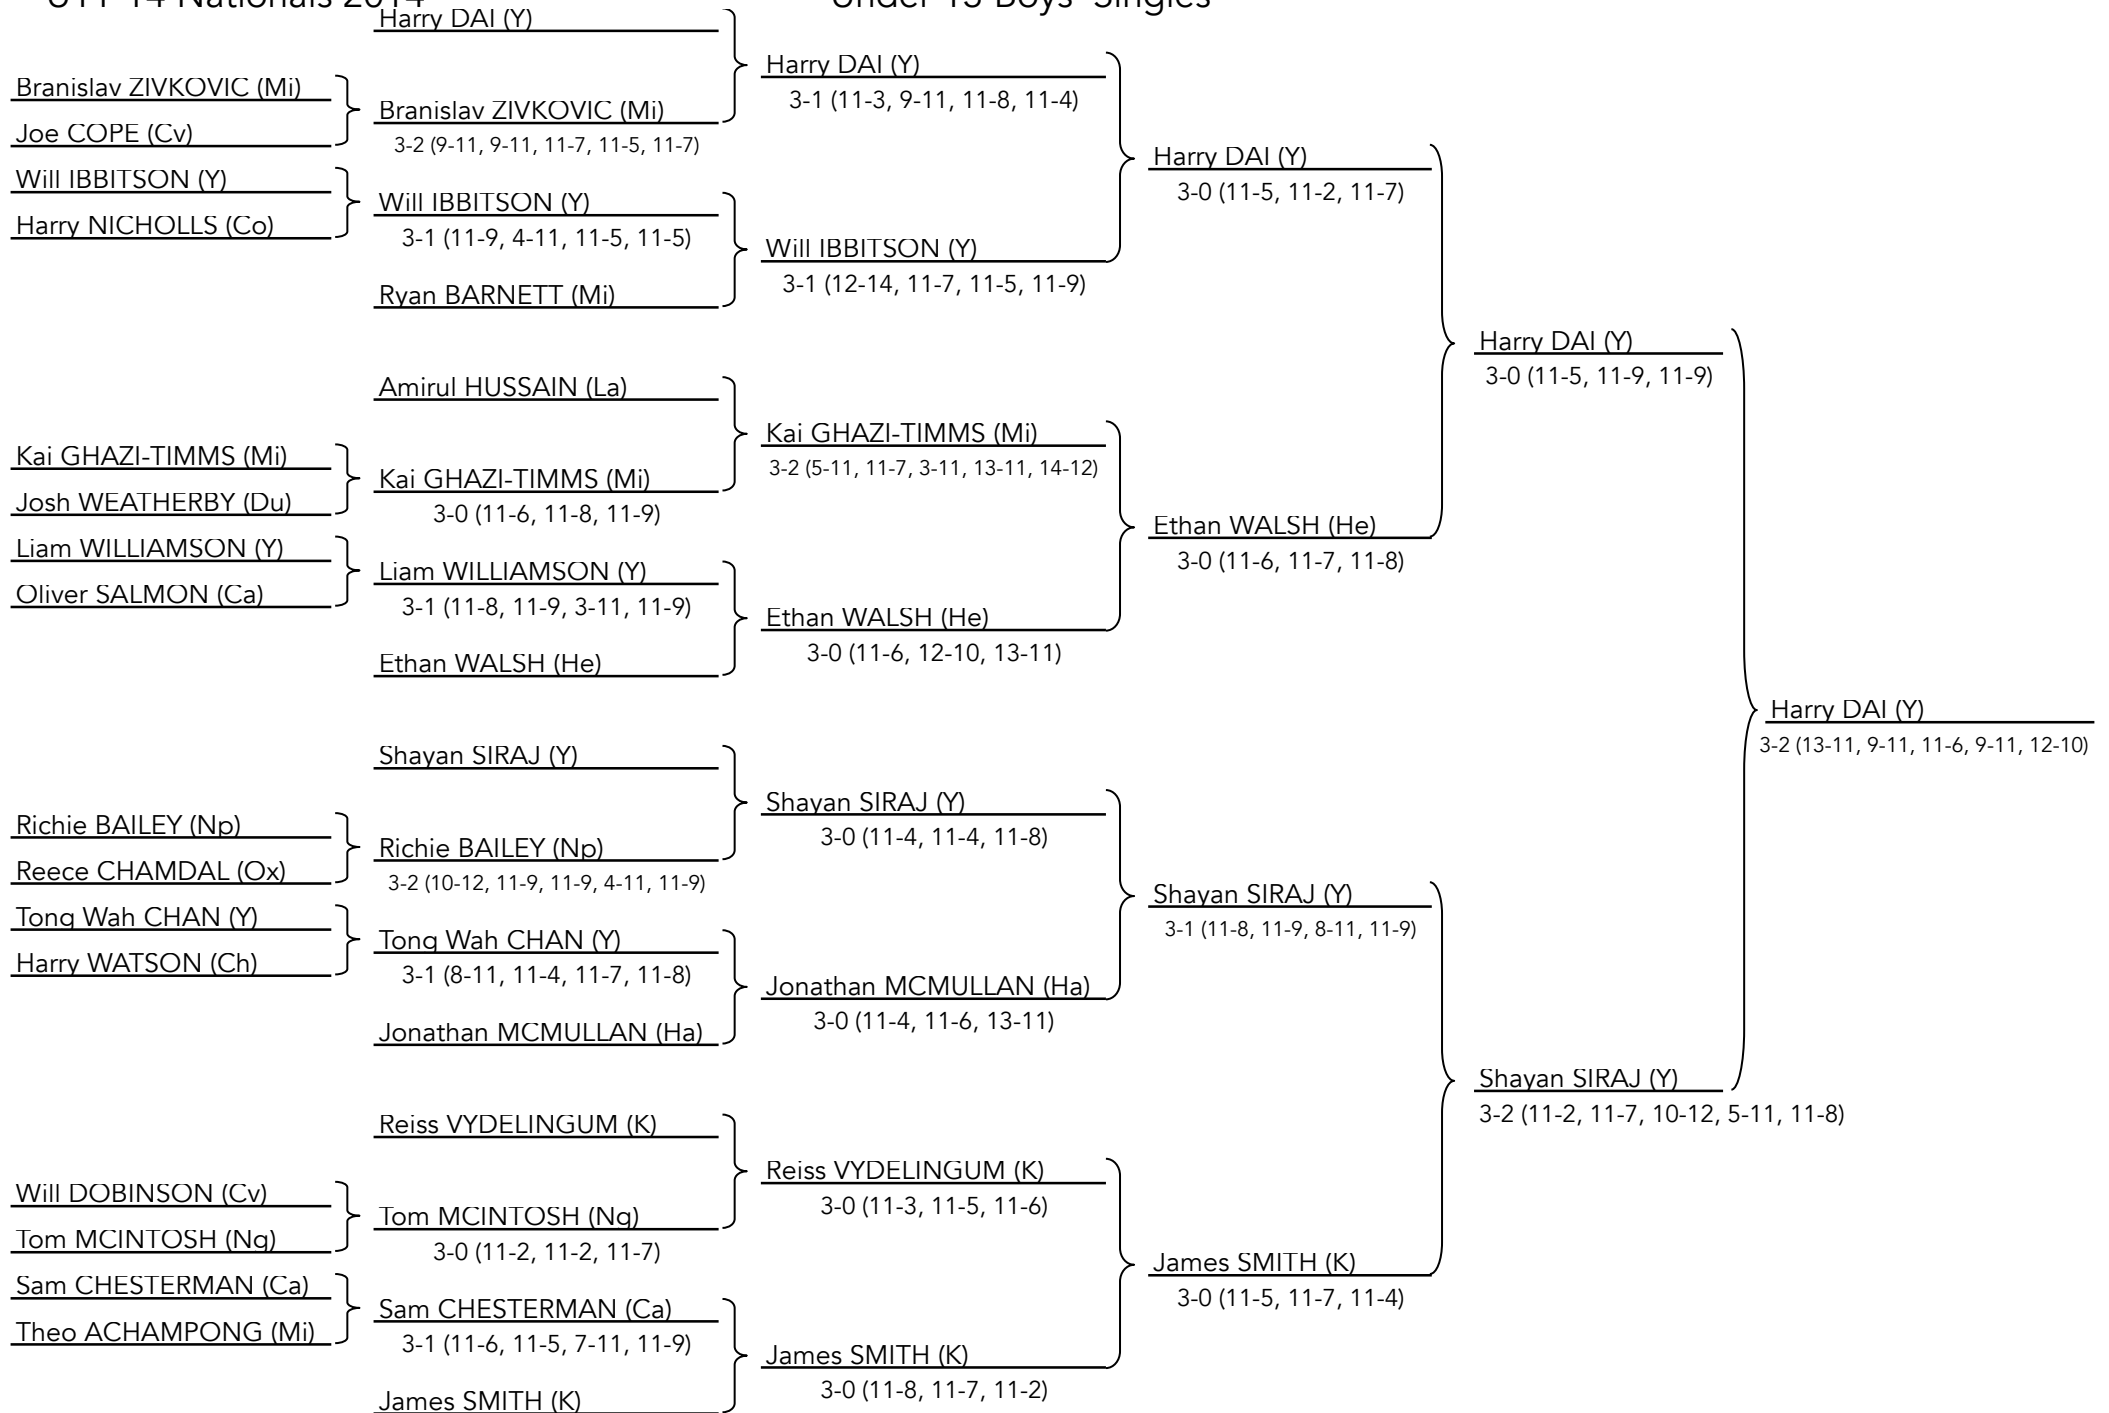 U11-14 Nationals 2014
Under 13 Boys' Singles
Harry DAI (Y)
Harry DAI (Y)
Branislav ZIVKOVIC (Mi)
3-1 (11-3, 9-11, 11-8, 11-4)
Branislav ZIVKOVIC (Mi)
Joe COPE (Cv)
3-2 (9-11, 9-11, 11-7, 11-5, 11-7)
Harry DAI (Y)
Will IBBITSON (Y)
3-0 (11-5, 11-2, 11-7)
Will IBBITSON (Y)
Harry NICHOLLS (Co)
3-1 (11-9, 4-11, 11-5, 11-5)
Will IBBITSON (Y)
3-1 (12-14, 11-7, 11-5, 11-9)
Ryan BARNETT (Mi)
Harry DAI (Y)
3-0 (11-5, 11-9, 11-9)
Amirul HUSSAIN (La)
Kai GHAZI-TIMMS (Mi)
Kai GHAZI-TIMMS (Mi)
3-2 (5-11, 11-7, 3-11, 13-11, 14-12)
Kai GHAZI-TIMMS (Mi)
Josh WEATHERBY (Du)
3-0 (11-6, 11-8, 11-9)
Ethan WALSH (He)
Liam WILLIAMSON (Y)
3-0 (11-6, 11-7, 11-8)
Liam WILLIAMSON (Y)
Oliver SALMON (Ca)
3-1 (11-8, 11-9, 3-11, 11-9)
Ethan WALSH (He)
3-0 (11-6, 12-10, 13-11)
Ethan WALSH (He)
Harry DAI (Y)
3-2 (13-11, 9-11, 11-6, 9-11, 12-10)
Shayan SIRAJ (Y)
Shayan SIRAJ (Y)
Richie BAILEY (Np)
3-0 (11-4, 11-4, 11-8)
Richie BAILEY (Np)
Reece CHAMDAL (Ox)
3-2 (10-12, 11-9, 11-9, 4-11, 11-9)
Shayan SIRAJ (Y)
Tong Wah CHAN (Y)
3-1 (11-8, 11-9, 8-11, 11-9)
Tong Wah CHAN (Y)
Harry WATSON (Ch)
3-1 (8-11, 11-4, 11-7, 11-8)
Jonathan MCMULLAN (Ha)
3-0 (11-4, 11-6, 13-11)
Jonathan MCMULLAN (Ha)
Shayan SIRAJ (Y)
3-2 (11-2, 11-7, 10-12, 5-11, 11-8)
Reiss VYDELINGUM (K)
Reiss VYDELINGUM (K)
Will DOBINSON (Cv)
3-0 (11-3, 11-5, 11-6)
Tom MCINTOSH (Nq)
Tom MCINTOSH (Nq)
3-0 (11-2, 11-2, 11-7)
James SMITH (K)
Sam CHESTERMAN (Ca)
3-0 (11-5, 11-7, 11-4)
Sam CHESTERMAN (Ca)
Theo ACHAMPONG (Mi)
3-1 (11-6, 11-5, 7-11, 11-9)
James SMITH (K)
3-0 (11-8, 11-7, 11-2)
James SMITH (K)